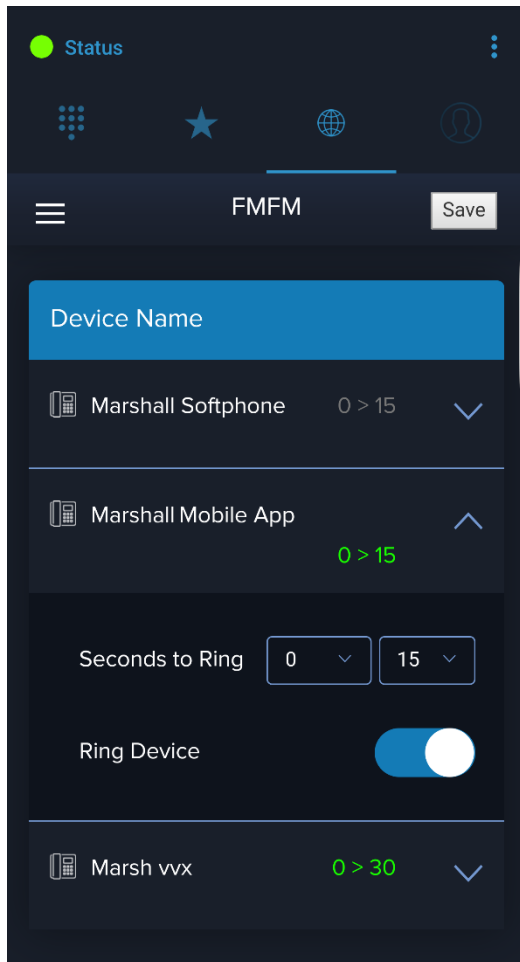 Status
FMFM
Save
Device Name
Marshall Softphone 0 > 15
Marshall Mobile App
0 > 15
Seconds to Ring 0 15
Ring Device
Marsh vvx 0 > 30